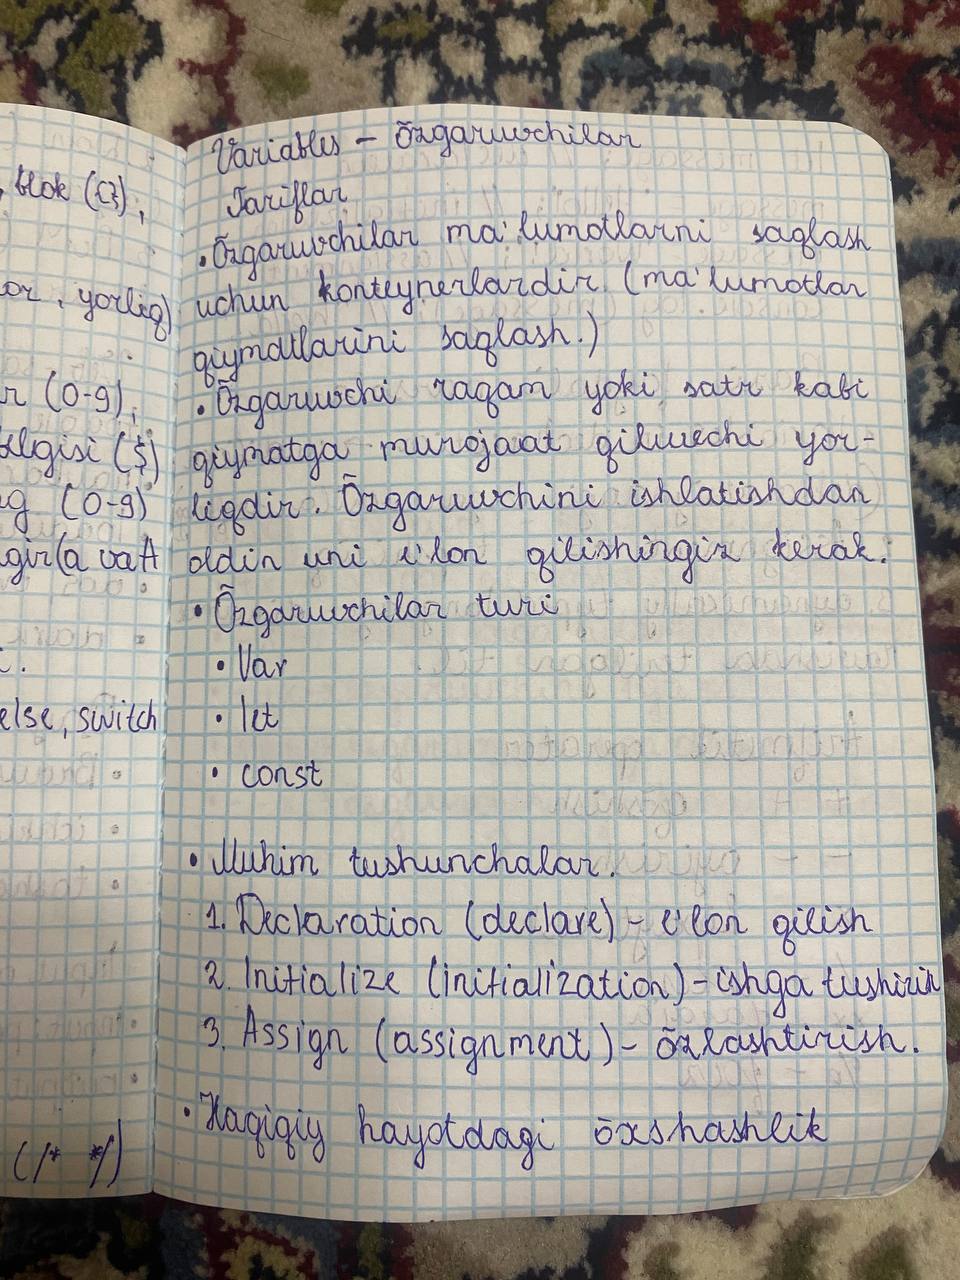 blok ({}),
or, yorliq)
r (0-9),
elgisi ($)
g (0-9)
gir(a va A
else, switch
(/* */)
Variables - Õzgaruvchilar
Tariflar
• Õzgaruvchilar ma'lumotlarni saqlash
uchun konteynerlardir (ma'lumotlar
qiymatlarini saqlash.)
• Õzgaruvchi raqam yoki satr kabi
qiymatga murojaat qiluvchi yor-
liqdir. Õzgaruvchini ishlatishdan
oldin uni e'lon qilishingiz kerak.
• Õzgaruvchilar turi
• Var
• let
• const
• Muhim tushunchalar.
1. Declaration (declare) - e'lon qilish
2. Initialize (initialization) - ishga tushirish
3. Assign (assignment) - õzlashtirish.
• Haqiqiy hayotdagi õxshashlik